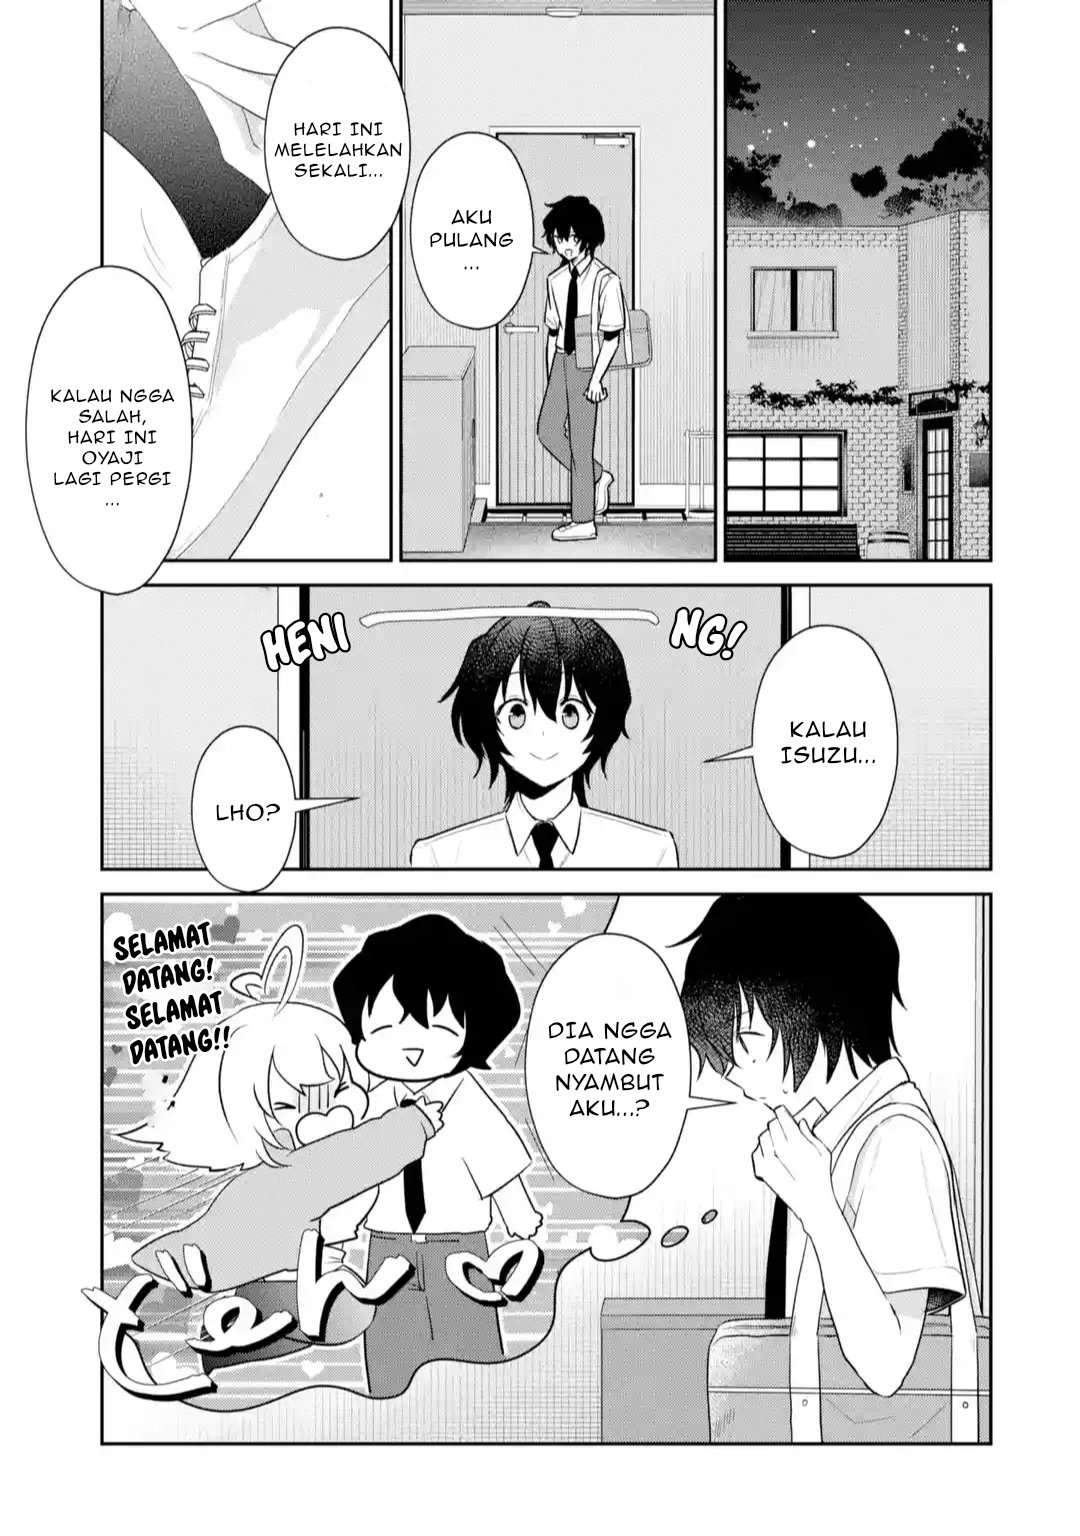 AKU
PULANG
...
HARI INI
MELELAHKAN
SEKALI...
KALAU NGGA
SALAH,
HARI INI
OYAJI
LAGI PERGI
...
HENI
NG!
KALAU
ISUZU...
LHO?
DIA NGGA
DATANG
NYAMBUT
AKU...?
SELAMAT
DATANG!
SELAMAT
DATANG!!